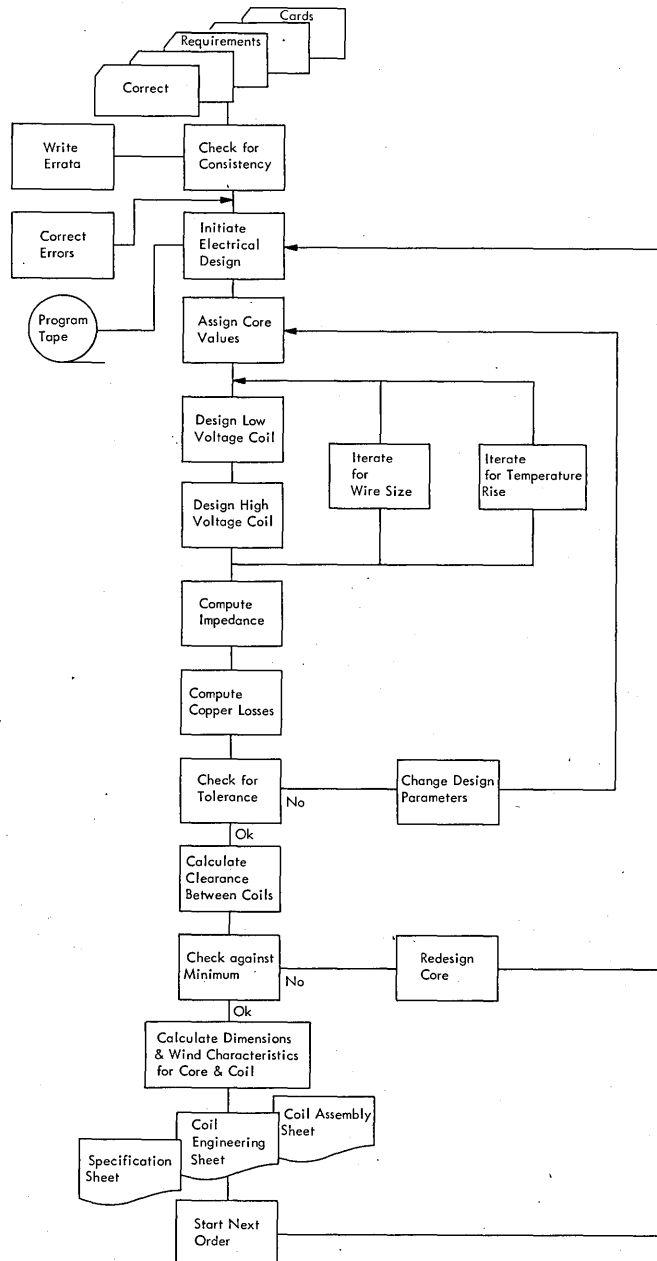 Cards
Requirements
Correct
Write
Errata
Check for
Consistency
Correct
Errors
Initiate
Electrical
Design
Program
Tape
Assign Core
Values
Design Low
Voltage Coil
Iterate
for
Wire Size
Iterate
for Temperature
Rise
Design High
Voltage Coil
Compute
Impedance
Compute
Copper Losses
Check for
Tolerance
No
Change Design
Parameters
Ok
Calculate
Clearance
Between Coils
Check against
Minimum
No
Redesign
Core
Ok
Calculate Dimensions
& Wind Characteristics
for Core & Coil
Specification
Sheet
Coil
Engineering
Sheet
Coil Assembly
Sheet
Start Next
Order